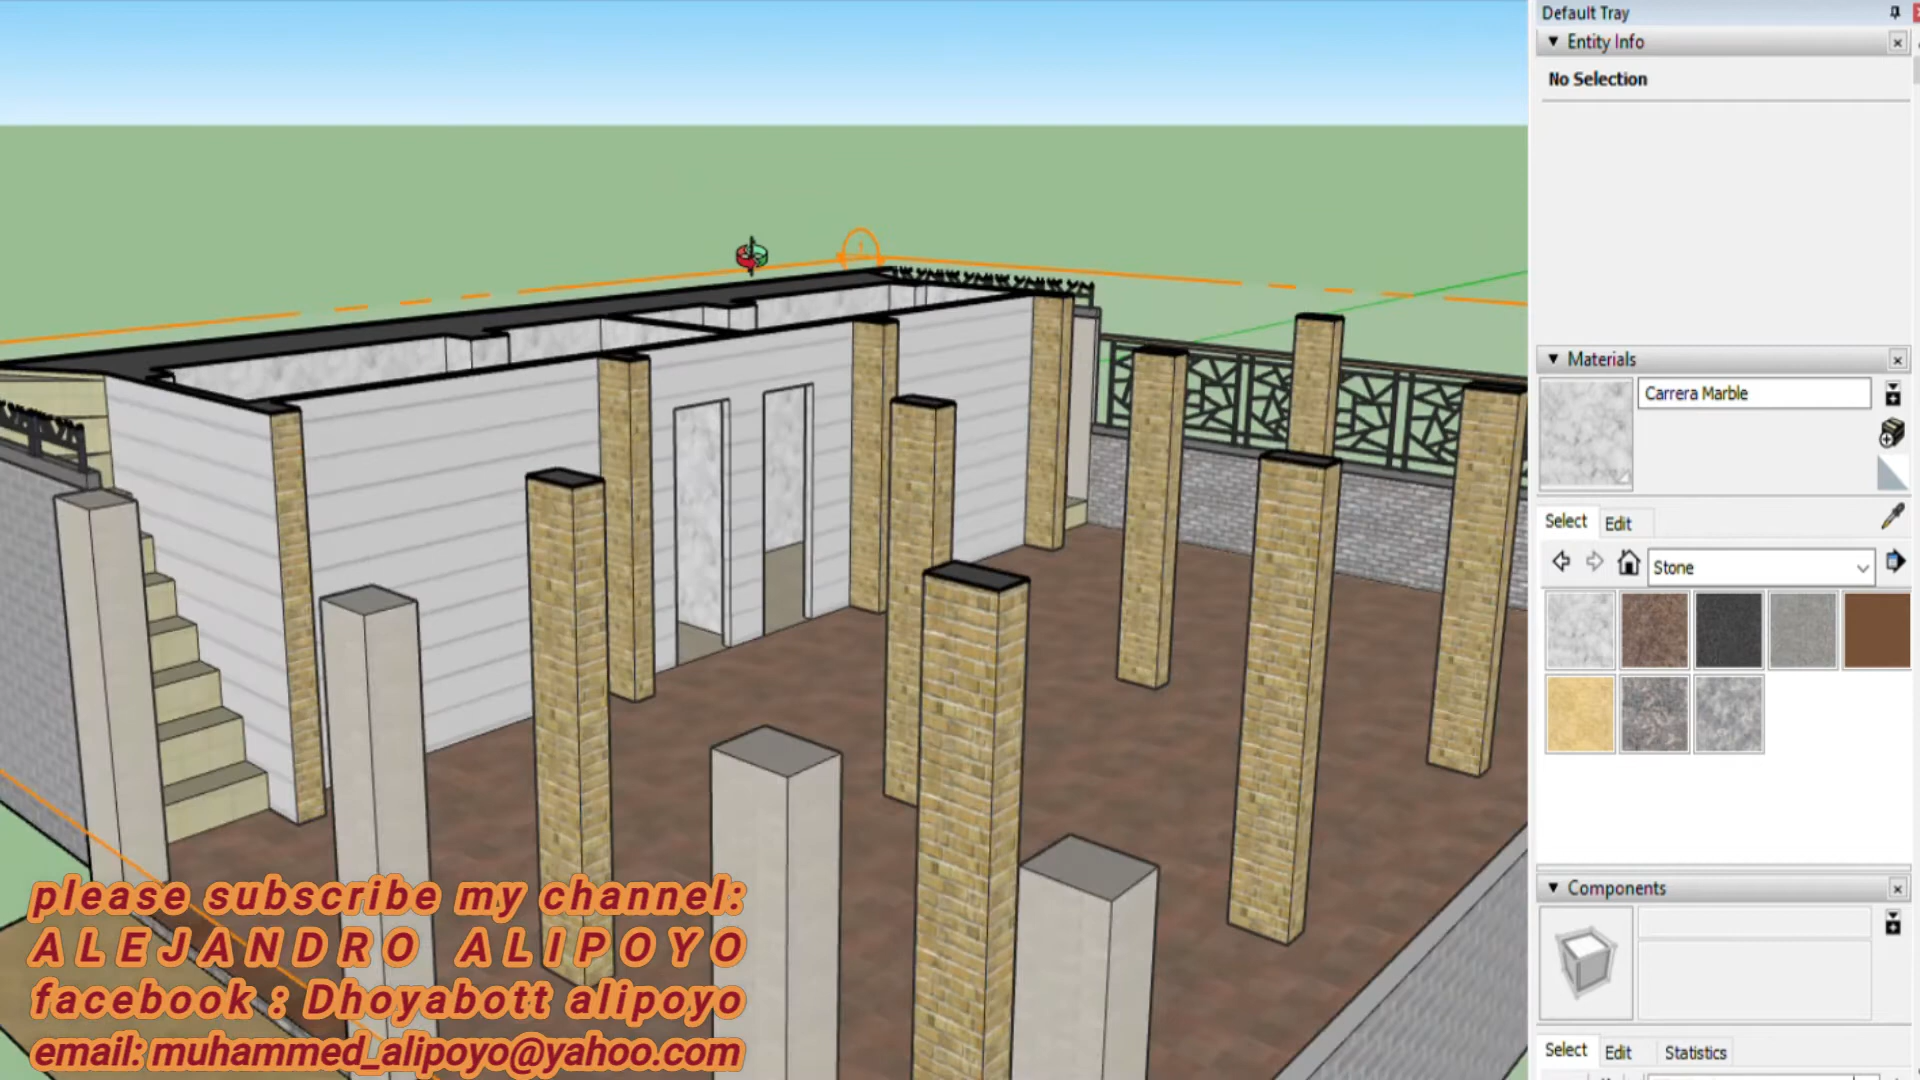 Default Tray
Entity Info
No Selection
Materials
Carrera Marble
Select Edit
Stone
Components
Select Edit Statistics
please subscribe my channel:
ALEJANDRO ALIPOYO
facebook : Dhoyabott alipoyo
email: muhammed_alipoyo@yahoo.com